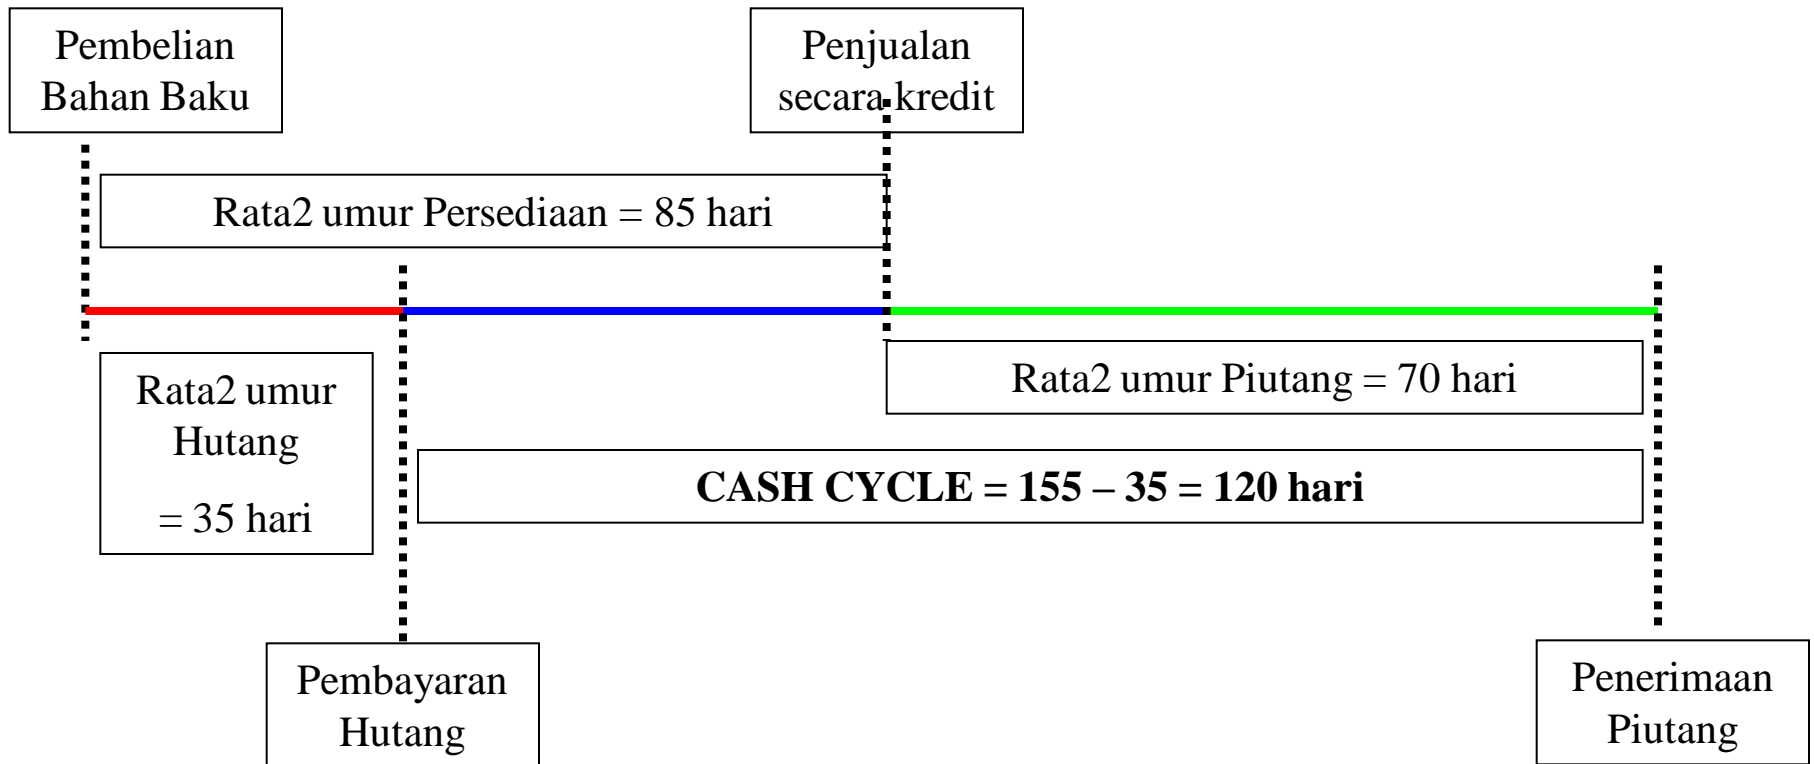 Pembelian
Bahan Baku
Penjualan
secara kredit
Rata2 umur Persediaan = 85 hari
Rata2 umur
Hutang
= 35 hari
Rata2 umur Piutang = 70 hari
CASH CYCLE = 155 – 35 = 120 hari
Pembayaran
Hutang
Penerimaan
Piutang